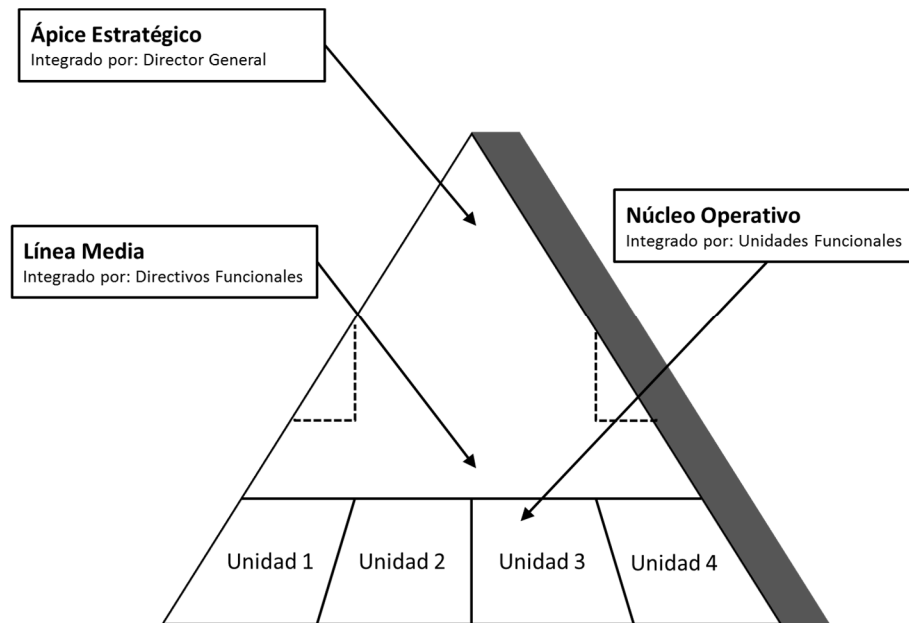 Ápice Estratégico
Integrado por: Director General
Línea Media
Integrado por: Directivos Funcionales
Núcleo Operativo
Integrado por: Unidades Funcionales
Unidad 1
Unidad 2
Unidad 3
Unidad 4